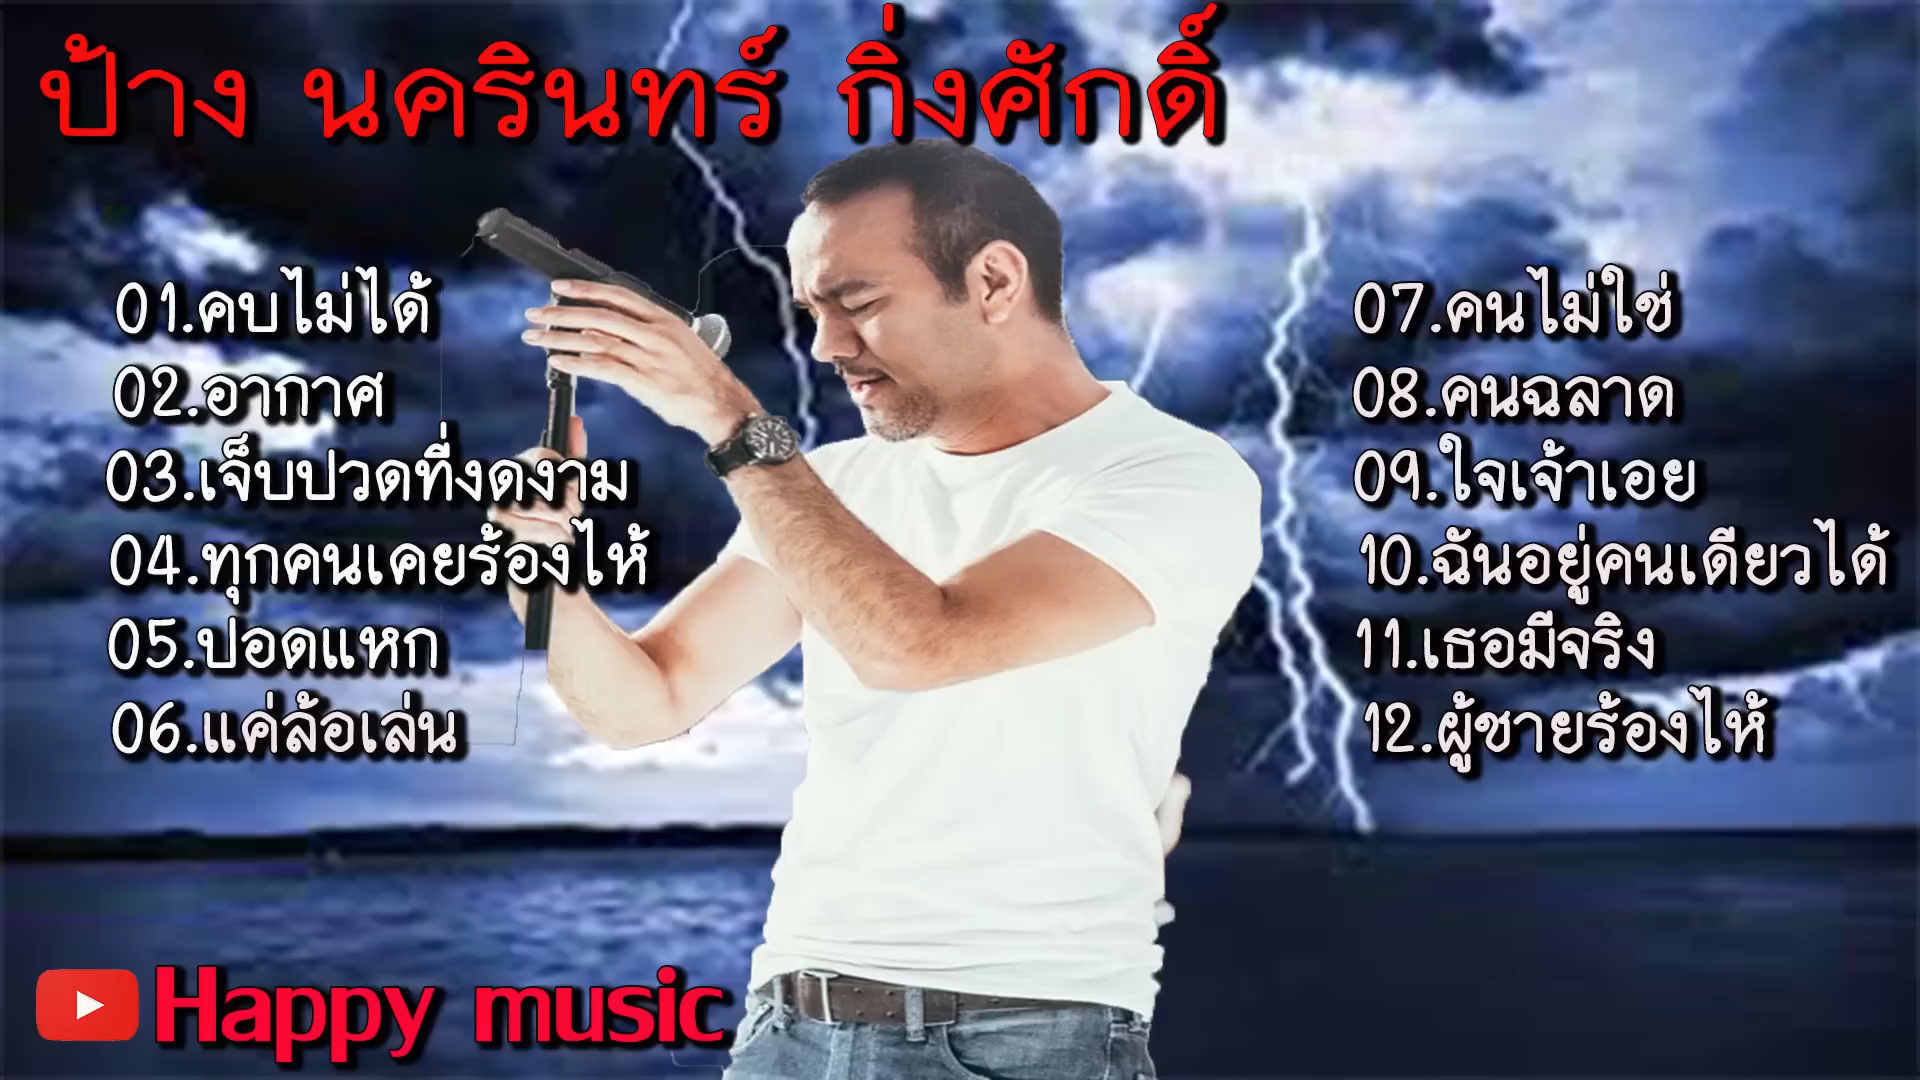 ป้าง นครินทร์ กิ่งศักดิ์
01.คบไม่ได้
02.อากาศ
03.เจ็บปวดที่งดงาม
04.ทุกคนเคยร้องไห้
05.ปอดแหก
06.แค่ล้อเล่น
07.คนไม่ใช่
08.คนฉลาด
09.ใจเจ้าเอย
10.ฉันอยู่คนเดียวได้
11.เธอมีจริง
12.ผู้ชายร้องไห้
Happy music